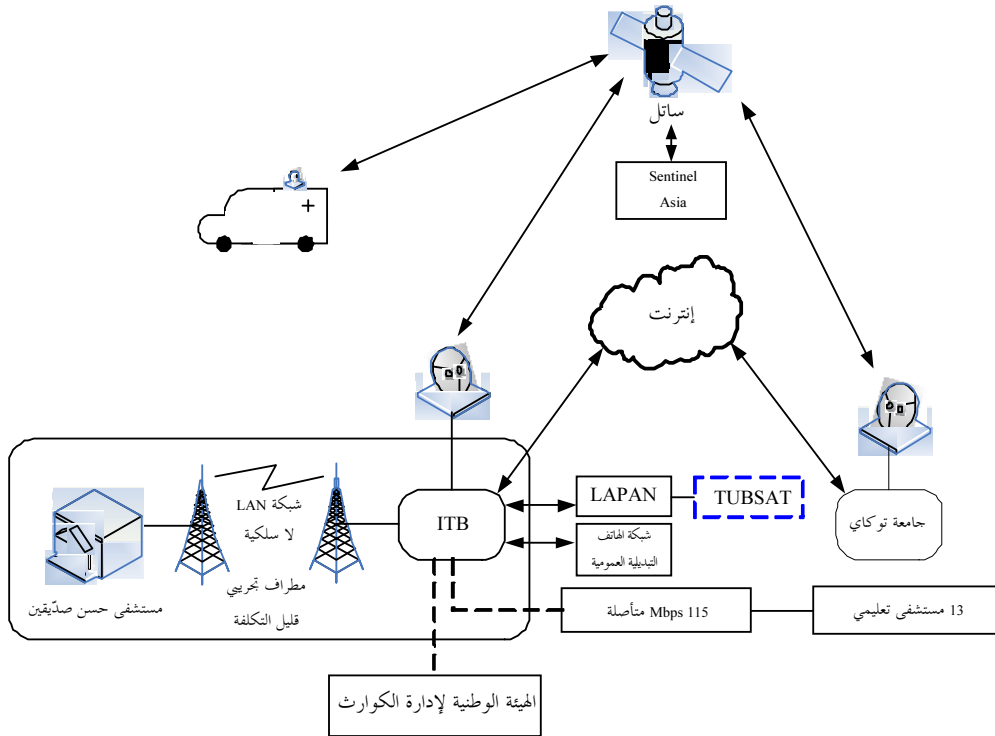 ساتل
Sentinel
Asia
إنترنت
شبكة LAN
لا سلكية
مطراف تجريبي
قليل التكلفة
مستشفى حسن صدّيقين
ITB
LAPAN
TUBSAT
شبكة الهاتف
التبديلية العمومية
جامعة توكاي
115 Mbps متأصلة
13 مستشفى تعليمي
الهيئة الوطنية لإدارة الكوارث